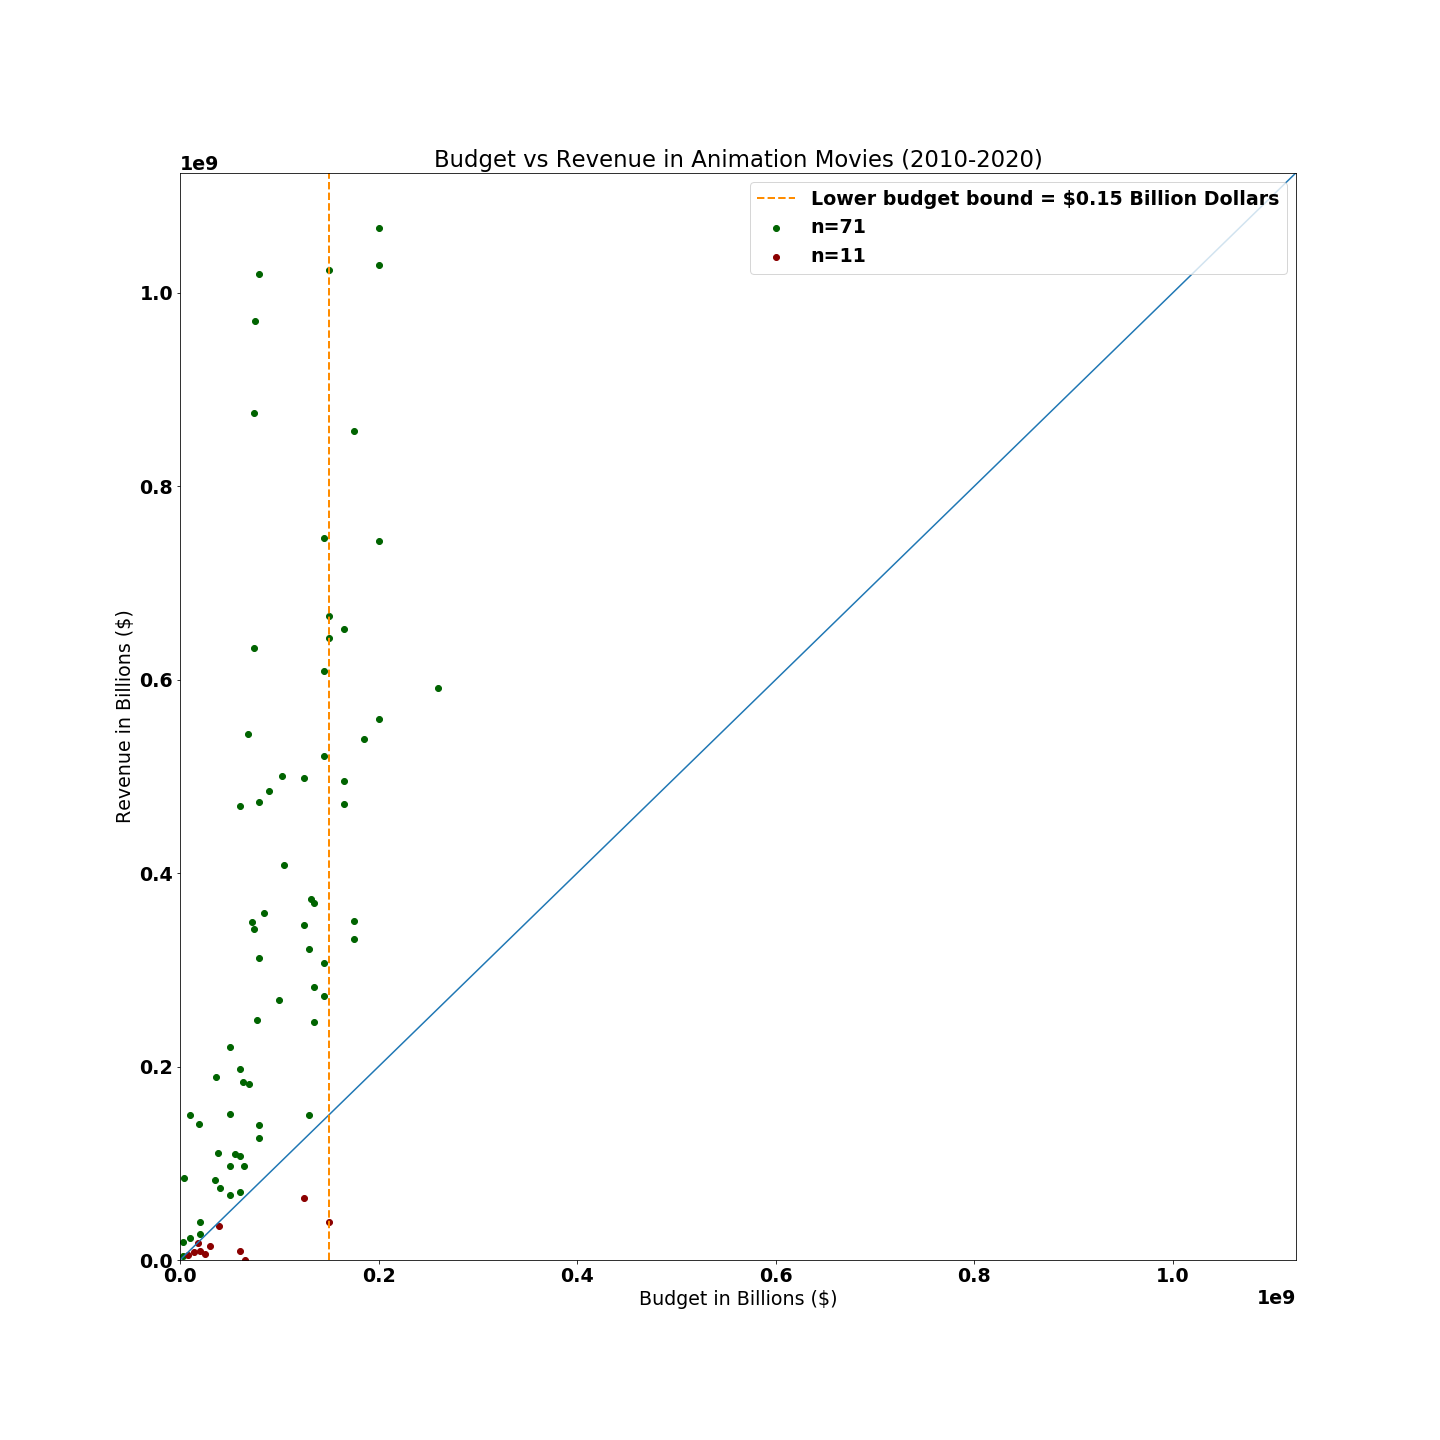 Budget vs Revenue in Animation Movies (2010-2020)
1e9
Lower budget bound = $0.15 Billion Dollars
n=71
n=11
1.0
0.8
0.6
0.4
0.2
0.0
Revenue in Billions ($)
0.0 0.2 0.4 0.6 0.8 1.0
Budget in Billions ($)
1e9